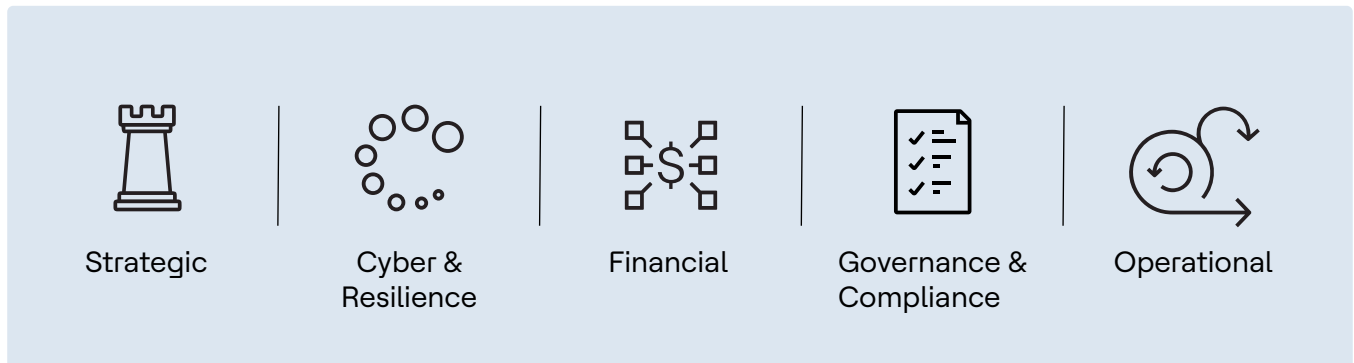 Strategic
Cyber &
Resilience
Financial
Governance &
Compliance
Operational